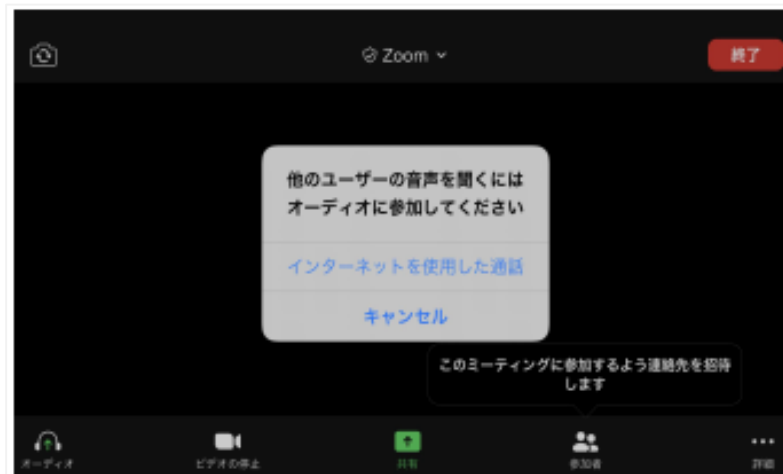 Zoom
終了
他のユーザーの音声を聞くには
オーディオに参加してください
インターネットを使用した通話
キャンセル
このミーティングに参加するよう連絡先を招待
します
オーディオ
ビデオの停止
共有
参加者
詳細